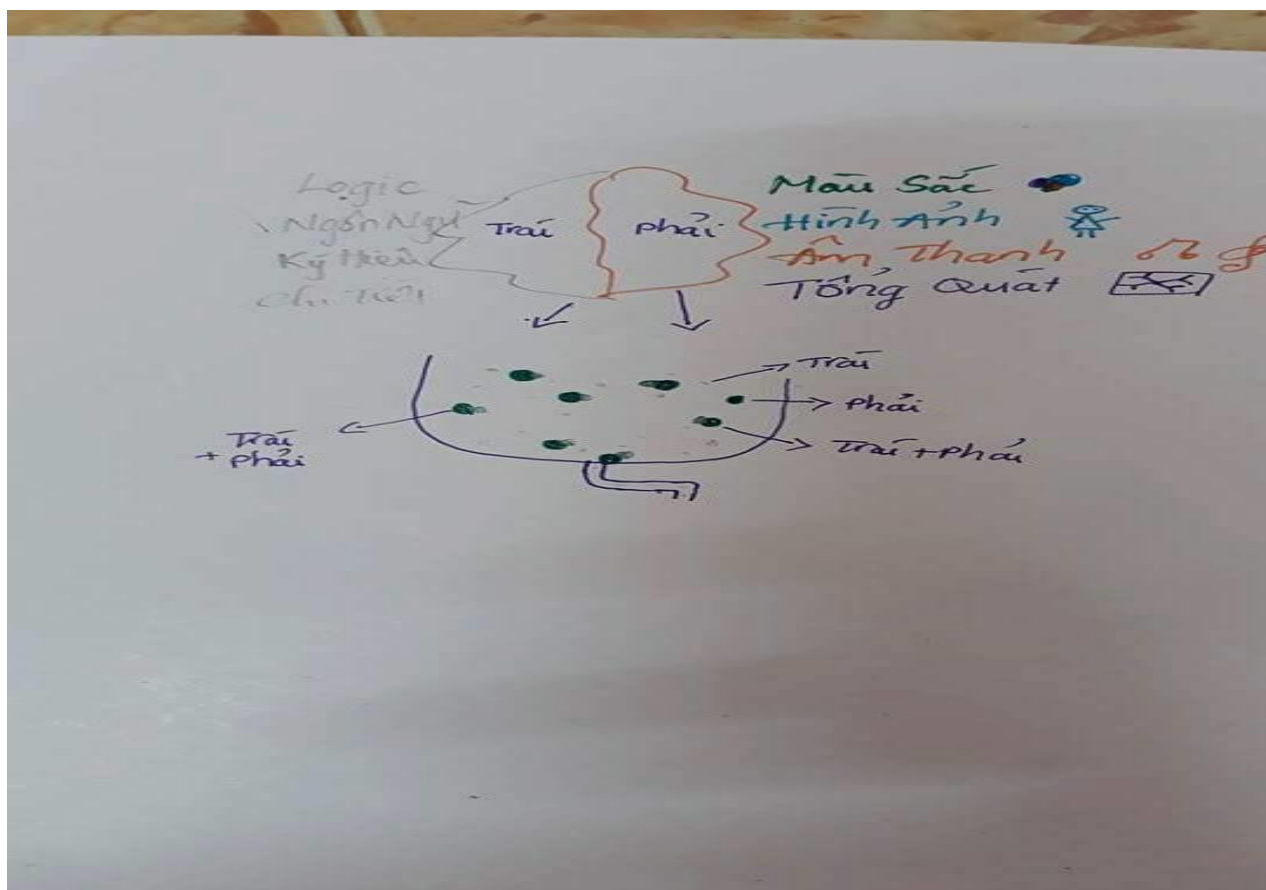 Logic
Ngôn Ngữ
Ký Hiệu
Chi Tiết
Trái
Phải
Màu Sắc
Hình Ảnh
Âm Thanh
Tổng Quát
Trái
Phải
Trái + Phải
Trái
+ Phải